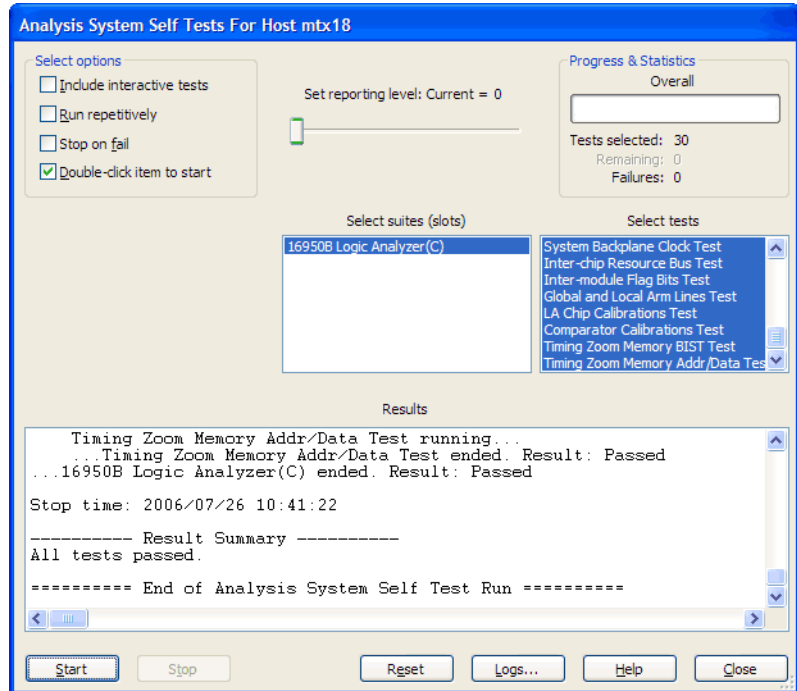 Analysis System Self Tests For Host mtx18
Select options
Include interactive tests
Run repetitively
Stop on fail
Double-click item to start
Set reporting level: Current = 0
Progress & Statistics
Overall
Tests selected: 30
Remaining: 0
Failures: 0
Select suites (slots)
16950B Logic Analyzer(C)
Select tests
System Backplane Clock Test
Inter-chip Resource Bus Test
Inter-module Flag Bits Test
Global and Local Arm Lines Test
LA Chip Calibrations Test
Comparator Calibrations Test
Timing Zoom Memory BIST Test
Timing Zoom Memory Addr/Data Tes
Results
Timing Zoom Memory Addr/Data Test running...
...Timing Zoom Memory Addr/Data Test ended. Result: Passed
...16950B Logic Analyzer(C) ended. Result: Passed
Stop time: 2006/07/26 10:41:22
---------- Result Summary ----------
All tests passed.
========== End of Analysis System Self Test Run ==========
Start Stop Reset Logs... Help Close